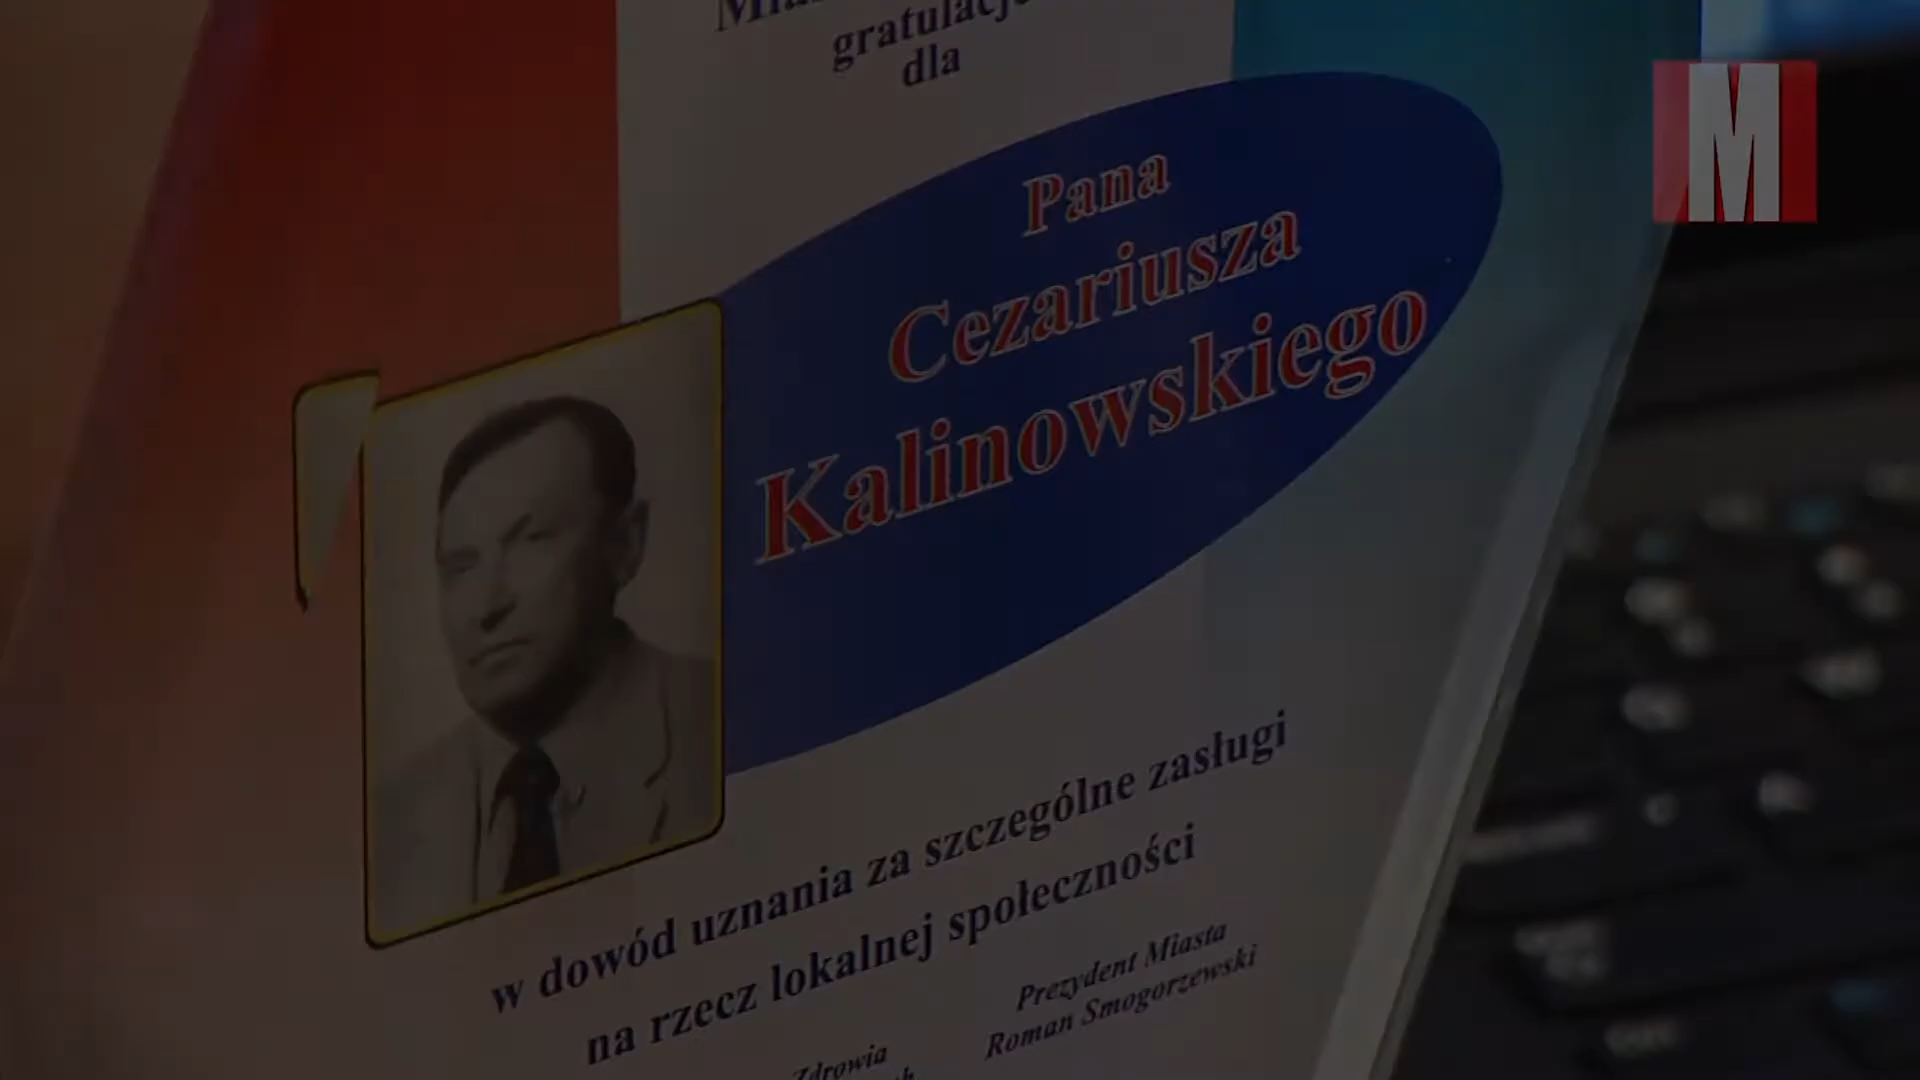 gratulacje
dla
M
Pana
Cezariusza
Kalinowskiego
w dowód uznania za szczególne zasługi
na rzecz lokalnej społeczności
Prezydent Miasta
Roman Smogorzewski
Zdrowia